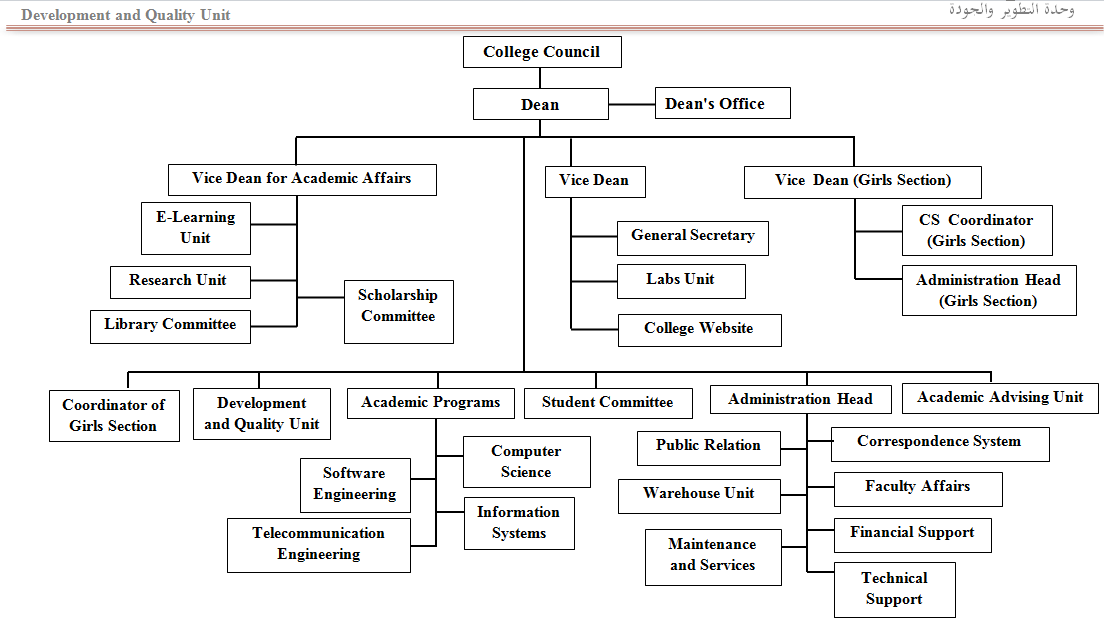 Development and Quality Unit
وحدة التطوير والجودة
College Council
Dean
Dean's Office
Vice Dean for Academic Affairs
Vice Dean
Vice Dean (Girls Section)
E-Learning
Unit
Research Unit
Library Committee
Scholarship
Committee
General Secretary
Labs Unit
College Website
CS Coordinator
(Girls Section)
Administration Head
(Girls Section)
Coordinator of
Girls Section
Development
and Quality Unit
Academic Programs
Student Committee
Administration Head
Academic Advising Unit
Computer
Science
Software
Engineering
Information
Systems
Telecommunication
Engineering
Public Relation
Warehouse Unit
Maintenance
and Services
Correspondence System
Faculty Affairs
Financial Support
Technical
Support